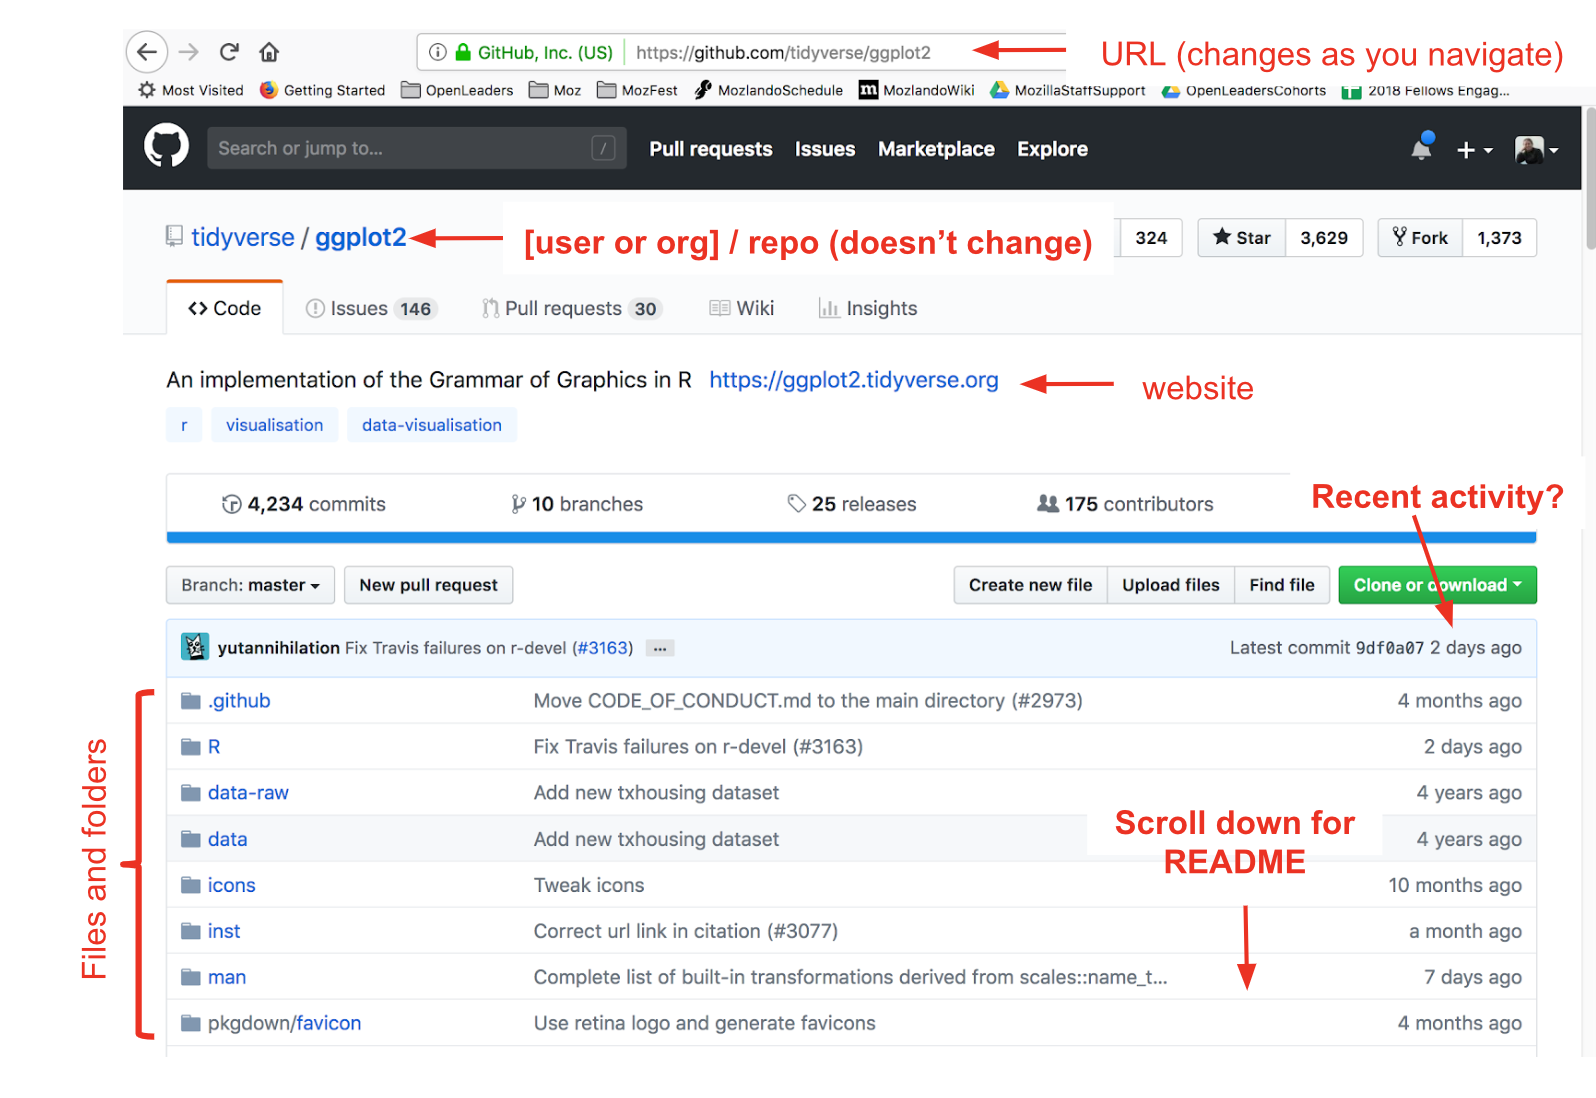 GitHub, Inc. (US) https://github.com/tidyverse/ggplot2 URL (changes as you navigate)
Most Visited Getting Started OpenLeaders Moz MozFest MozlandoSchedule m MozlandoWiki MozillaStaffSupport OpenLeadersCohorts 2018 Fellows Engag...
Search or jump to... / Pull requests Issues Marketplace Explore
tidyverse / ggplot2 [user or org] / repo (doesn’t change) 324 Star 3,629 Fork 1,373
Code Issues 146 Pull requests 30 Wiki Insights
An implementation of the Grammar of Graphics in R https://ggplot2.tidyverse.org website
r visualisation data-visualisation
4,234 commits 10 branches 25 releases 175 contributors Recent activity?
Branch: master New pull request Create new file Upload files Find file Clone or download
yutannihilation Fix Travis failures on r-devel (#3163) ... Latest commit 9df0a07 2 days ago
Files and folders
.github Move CODE_OF_CONDUCT.md to the main directory (#2973) 4 months ago
R Fix Travis failures on r-devel (#3163) 2 days ago
data-raw Add new txhousing dataset 4 years ago
Scroll down for
README
data Add new txhousing dataset 4 years ago
icons Tweak icons 10 months ago
inst Correct url link in citation (#3077) a month ago
man Complete list of built-in transformations derived from scales::name_t... 7 days ago
pkgdown/favicon Use retina logo and generate favicons 4 months ago